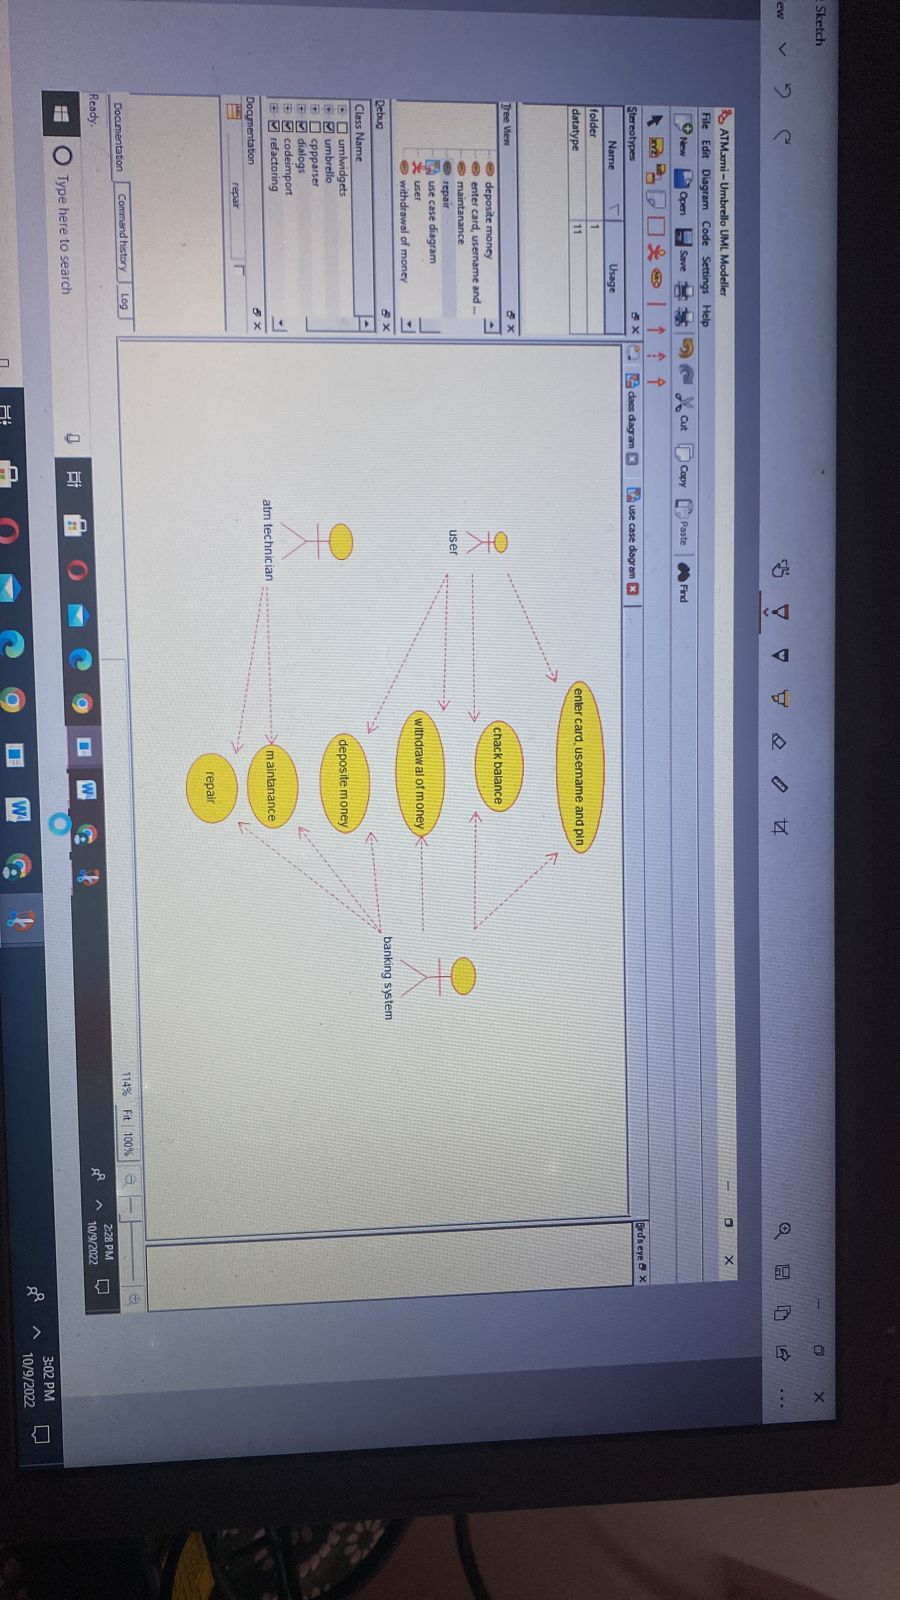 Sketch
ew
ATM.xmi - Umbrello UML Modeller
File Edit Diagram Code Settings Help
New Open Save Cut Copy Paste Find
Stereotypes
Name Usage
folder 1
datatype 11
Tree View
deposite money
enter card, username and ...
maintanance
repair
use case diagram
user
withdrawal of money
Debug
Class Name
umlwidgets
umbrello
cppparser
dialogs
codeimport
refactoring
Documentation
repair
Documentation Command history Log
Ready.
class diagram use case diagram
Bird's eye
enter card, username and pin
chack balance
user
withdrawal of money
banking system
deposite money
atm technician
maintanance
repair
114% Fit 100%
Type here to search
2:28 PM
10/9/2022
3:02 PM
10/9/2022